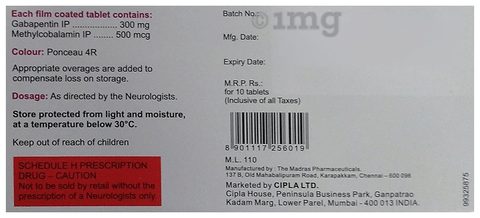 Each film coated tablet contains:
Gabapentin IP ................ 300 mg
Methylcobalamin IP ........ 500 mcg
Colour: Ponceau 4R
Appropriate overages are added to
compensate loss on storage.
Dosage: As directed by the Neurologists.
Store protected from light and moisture,
at a temperature below 30°C.
Keep out of reach of children
SCHEDULE H PRESCRIPTION
DRUG – CAUTION
Not to be sold by retail without the
prescription of a Neurologists only
Batch No.:
1mg
Mfg. Date:
Expiry Date:
M.R.P. Rs.:
for 10 tablets
(Inclusive of all Taxes)
8 901117 256019
M.L. 110
Manufactured by : The Madras Pharmaceuticals.
137 B, Old Mahabalipuram Road, Karapakkam, Chennai – 600 096
Marketed by CIPLA LTD.
Cipla House, Peninsula Business Park, Ganpatrao
Kadam Marg, Lower Parel, Mumbai - 400 013 INDIA.
99325875